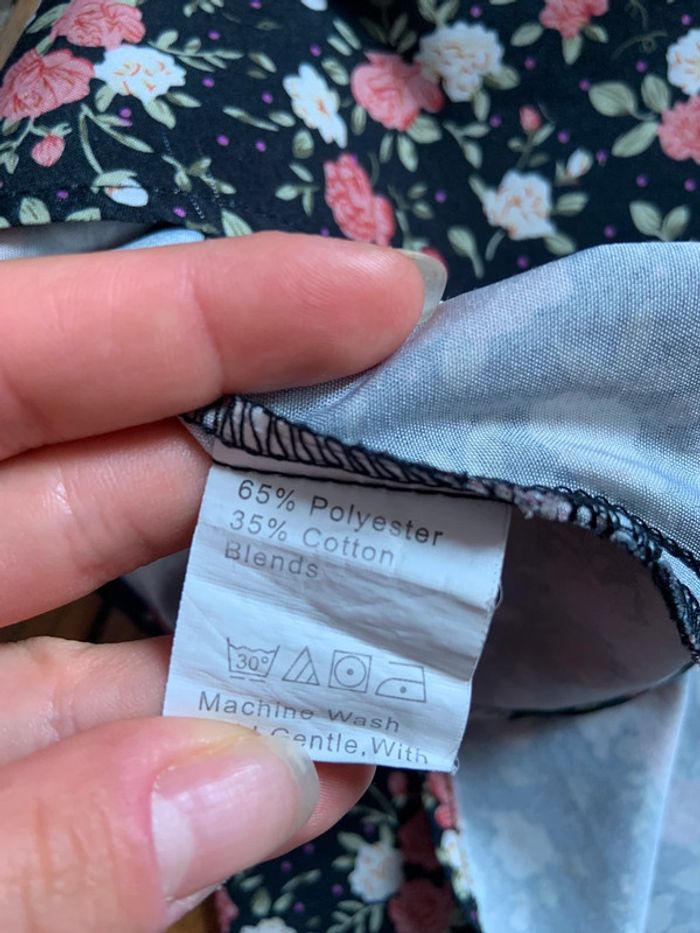 65% Polyester
35% Cotton
Blends
30°
Machine Wash
Gentle, With